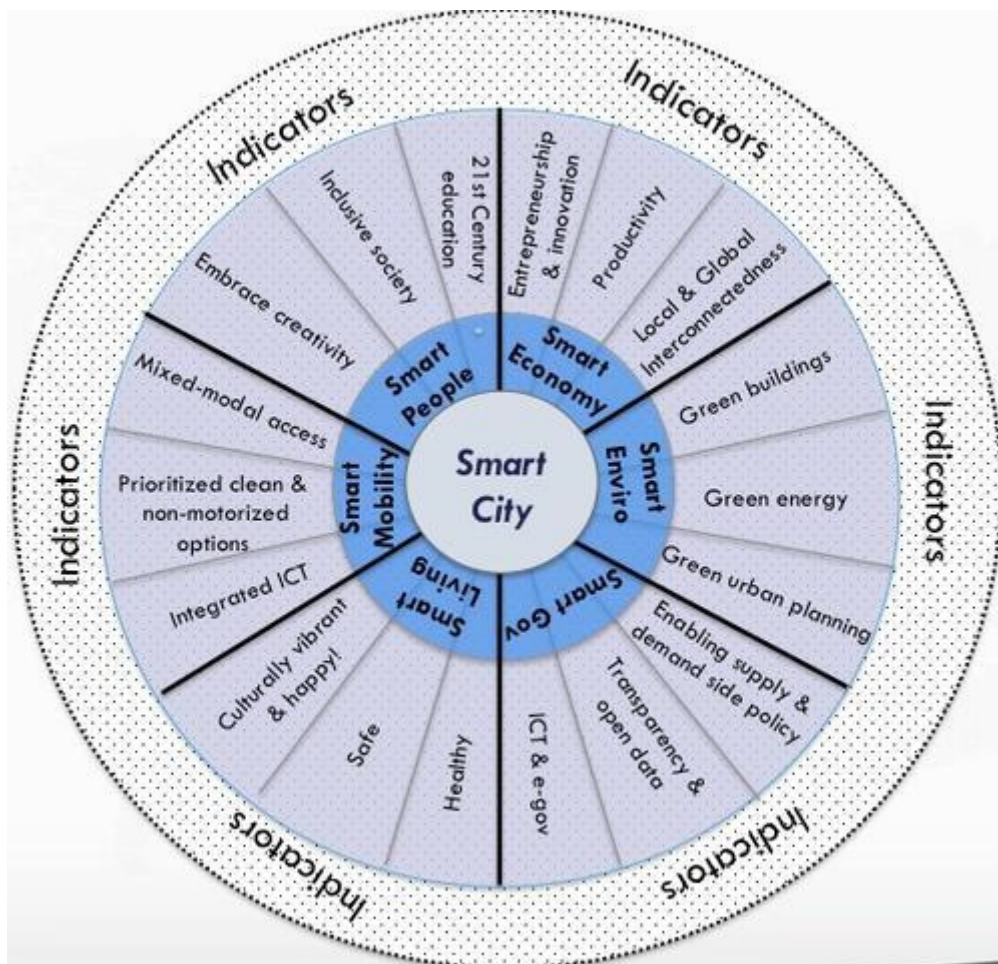 Indicators
Indicators
Indicators
Indicators
Indicators
Indicators
Smart
City
Smart
Economy
Entrepreneurship
& innovation
Productivity
Local & Global
Interconnectedness
Smart
Enviro
Green buildings
Green energy
Green urban planning
Smart Gov
Enabling supply &
demand side policy
Transparency &
open data
ICT & e-gov
Smart
Living
Healthy
Safe
Culturally vibrant
& happy!
Smart
Mobility
Integrated ICT
Prioritized clean &
non-motorized
options
Mixed-modal access
Smart
People
Embrace creativity
Inclusive society
21st Century
education